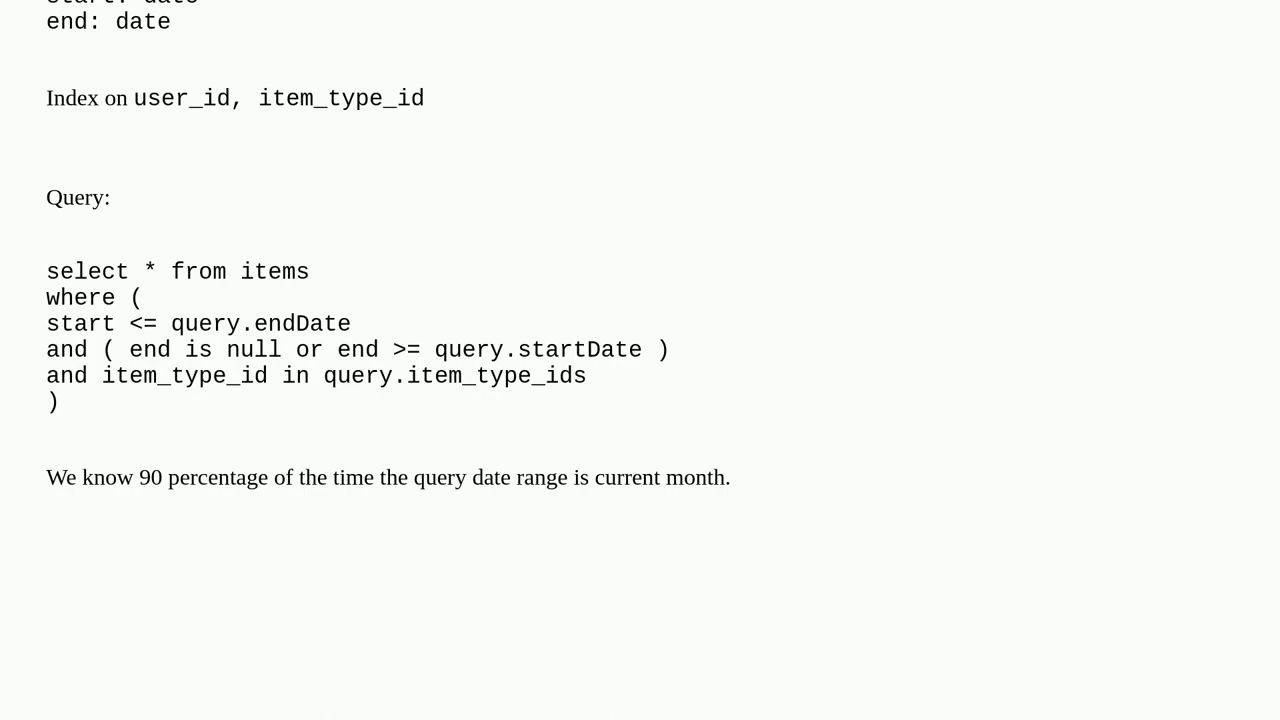 start: date
end: date
Index on user_id, item_type_id
Query:
select * from items
where (
start <= query.endDate
and ( end is null or end >= query.startDate )
and item_type_id in query.item_type_ids
)
We know 90 percentage of the time the query date range is current month.